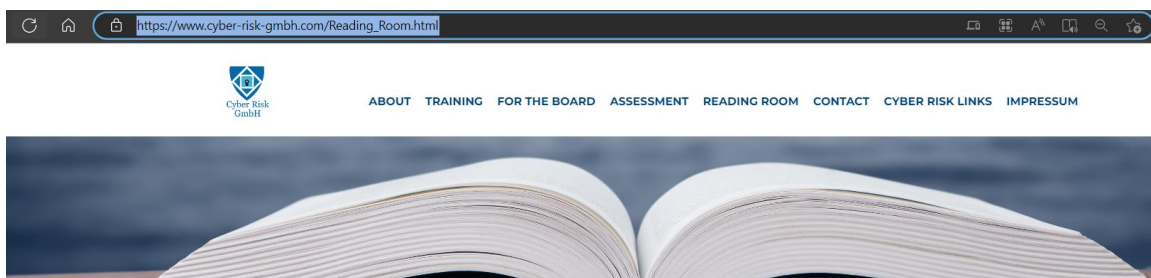 https://www.cyber-risk-gmbh.com/Reading_Room.html
Cyber Risk
GmbH
ABOUT TRAINING FOR THE BOARD ASSESSMENT READING ROOM CONTACT CYBER RISK LINKS IMPRESSUM